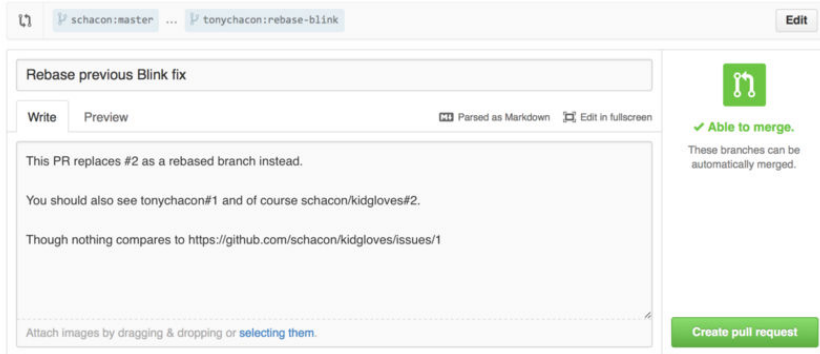 schacon:master ... tonychacon:rebase-blink Edit
Rebase previous Blink fix
Write Preview Parsed as Markdown Edit in fullscreen
This PR replaces #2 as a rebased branch instead.
You should also see tonychacon#1 and of course schacon/kidgloves#2.
Though nothing compares to https://github.com/schacon/kidgloves/issues/1
Attach images by dragging & dropping or selecting them.
✓ Able to merge.
These branches can be
automatically merged.
Create pull request